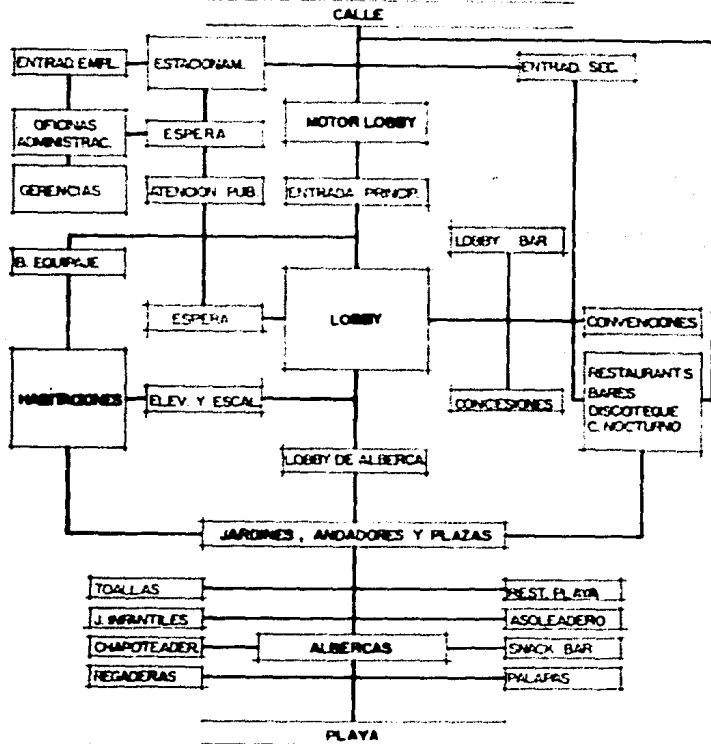 CALLE
ENTRAD. EMPL.
ESTACIONAM.
ENTRAD. SEC.
OFICINAS
ADMINISTRAC.
ESPERA
MOTOR LOBBY
GERENCIAS
ATENCION PUB.
ENTRADA PRINCIP.
LOBBY BAR
B. EQUIPAJE
ESPERA
LOBBY
CONVENCIONES
HABITACIONES
ELEV. Y ESCAL.
CONCESIONES
RESTAURANTS
BARES
DISCOTEQUE
C. NOCTURNO
LOBBY DE ALBERCA
JARDINES, ANDADORES Y PLAZAS
TOALLAS
REST. PLAYA
J. INFANTILES
ASOLEADERO
CHAPOTEADER.
ALBERCAS
SNACK BAR
REGADERAS
PALAPAS
PLAYA